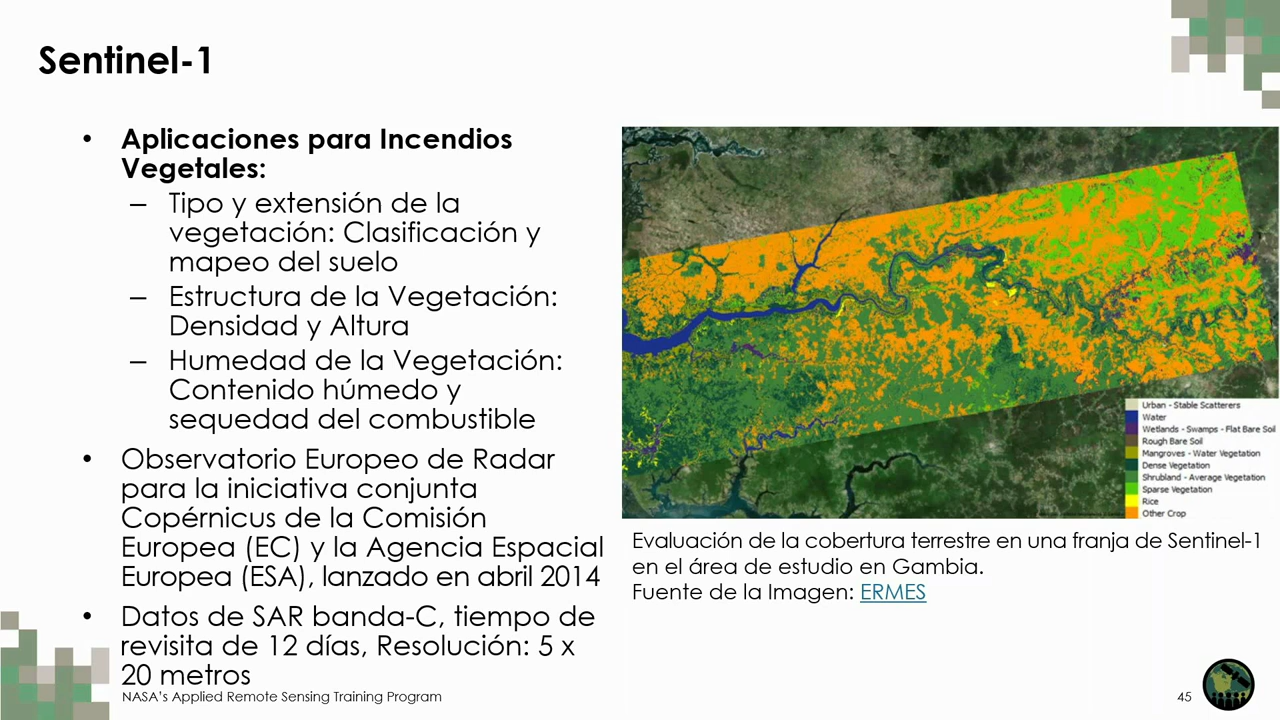 Sentinel-1
• Aplicaciones para Incendios
Vegetales:
– Tipo y extensión de la
vegetación: Clasificación y
mapeo del suelo
– Estructura de la Vegetación:
Densidad y Altura
– Humedad de la Vegetación:
Contenido húmedo y
sequedad del combustible
• Observatorio Europeo de Radar
para la iniciativa conjunta
Copérnicus de la Comisión
Europea (EC) y la Agencia Espacial
Europea (ESA), lanzado en abril 2014
• Datos de SAR banda-C, tiempo de
revisita de 12 días, Resolución: 5 x
20 metros
Urban - Stable Scatterers
Water
Wetlands - Swamps - Flat Bare Soil
Rough Bare Soil
Mangroves - Water Vegetation
Dense Vegetation
Shrubland - Average Vegetation
Sparse Vegetation
Rice
Other Crop
Evaluación de la cobertura terrestre en una franja de Sentinel-1
en el área de estudio en Gambia.
Fuente de la Imagen: ERMES
NASA's Applied Remote Sensing Training Program
45